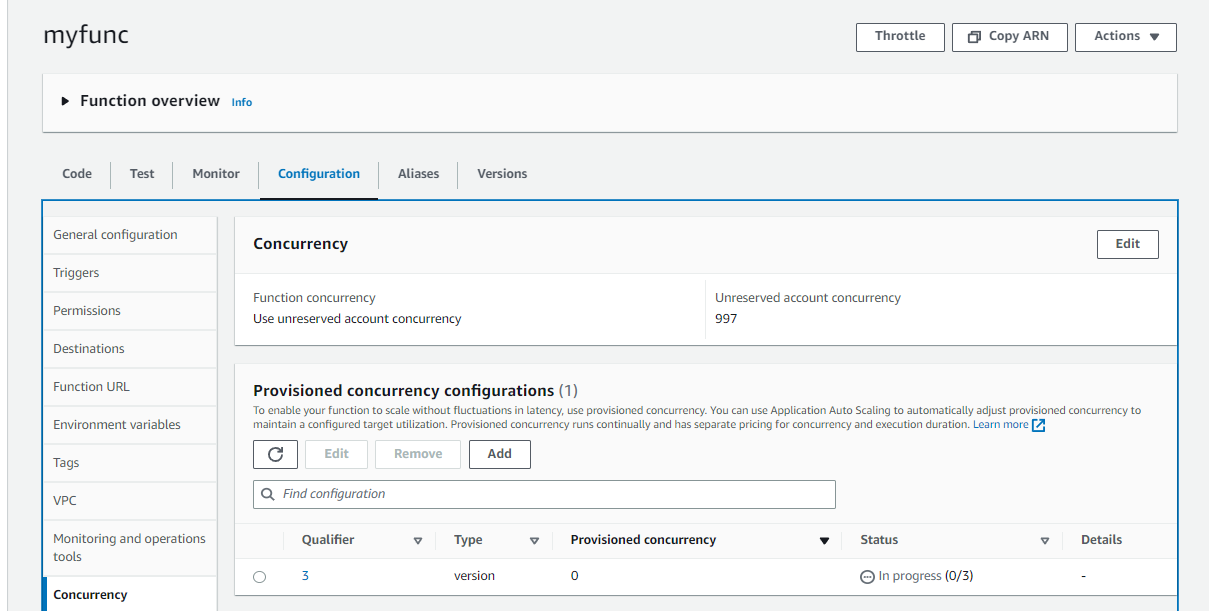 myfunc
Throttle
Copy ARN
Actions
Function overview Info
Code Test Monitor Configuration Aliases Versions
General configuration
Triggers
Permissions
Destinations
Function URL
Environment variables
Tags
VPC
Monitoring and operations
tools
Concurrency
Concurrency
Edit
Function concurrency
Use unreserved account concurrency
Unreserved account concurrency
997
Provisioned concurrency configurations (1)
To enable your function to scale without fluctuations in latency, use provisioned concurrency. You can use Application Auto Scaling to automatically adjust provisioned concurrency to
maintain a configured target utilization. Provisioned concurrency runs continually and has separate pricing for concurrency and execution duration. Learn more
Edit Remove Add
Find configuration
Qualifier Type Provisioned concurrency Status Details
3 version 0 In progress (0/3) -